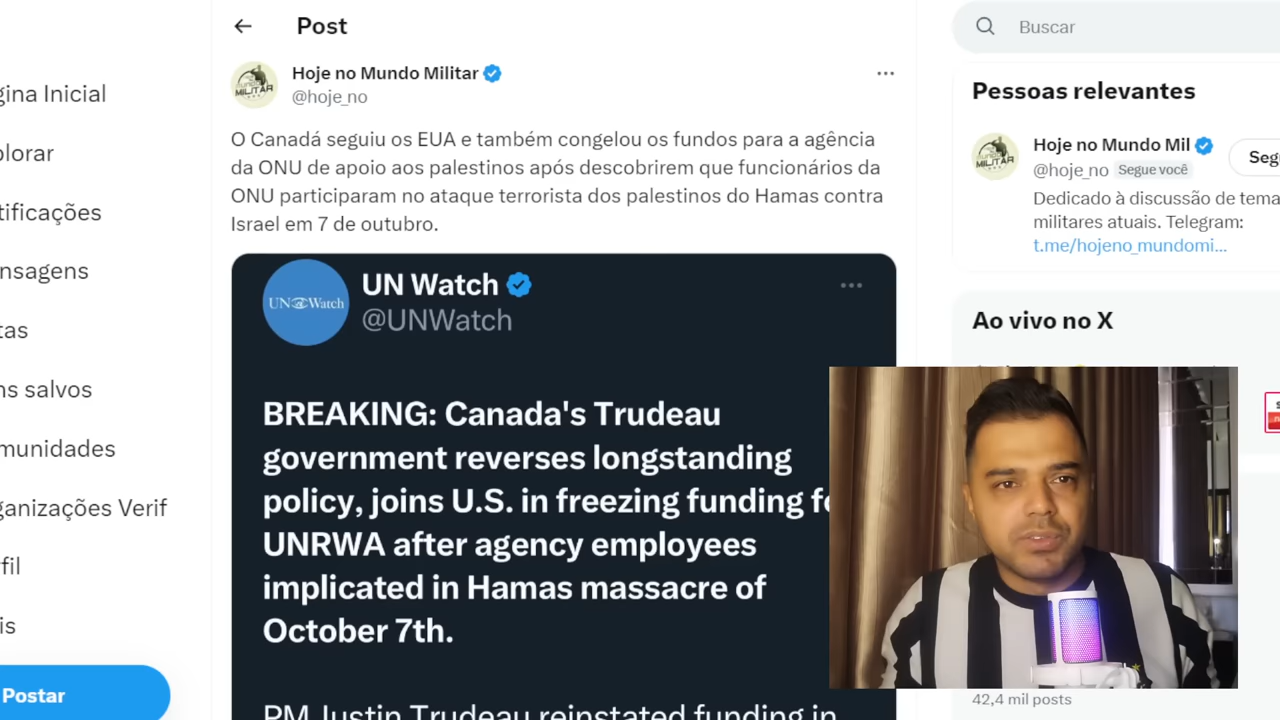 Post
Buscar
Hoje no Mundo Militar
@hoje_no
gina Inicial
plorar
tificações
nsagens
tas
ns salvos
munidades
ganizações Verif
fil
is
Postar
O Canadá seguiu os EUA e também congelou os fundos para a agência
da ONU de apoio aos palestinos após descobrirem que funcionários da
ONU participaram no ataque terrorista dos palestinos do Hamas contra
Israel em 7 de outubro.
UN Watch
UN Watch
@UNWatch
BREAKING: Canada's Trudeau
government reverses longstanding
policy, joins U.S. in freezing funding fo
UNRWA after agency employees
implicated in Hamas massacre of
October 7th.
PM Justin Trudeau reinstated funding in
Pessoas relevantes
Hoje no Mundo Mil
@hoje_no Segue você
Seg
Dedicado à discussão de tema
militares atuais. Telegram:
t.me/hojeno_mundomi...
Ao vivo no X
42,4 mil posts